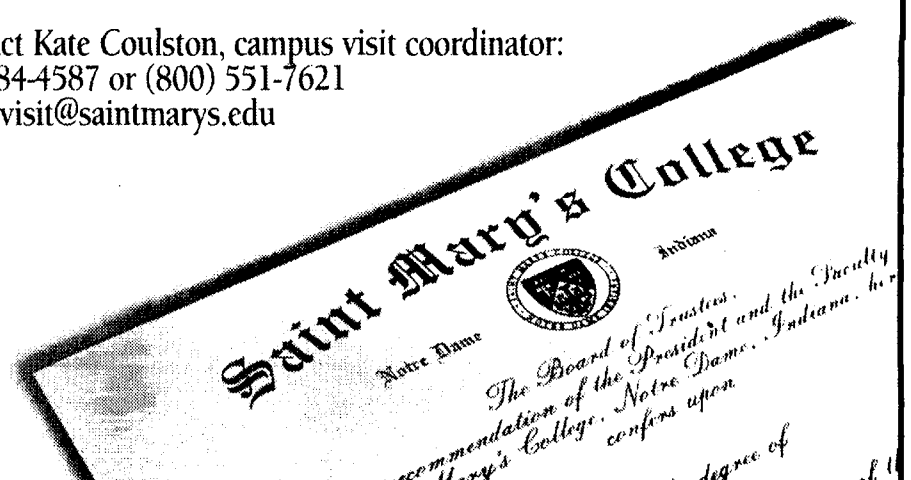 ct Kate Coulston, campus visit coordinator:
84-4587 or (800) 551-7621
visit@saintmarys.edu
Saint Mary's College
Notre Dame
Indiana
The Board of Trustees,
ecommendation of the President and the Faculty
ary's College, Notre Dame, Indiana, her
confers upon
degree of